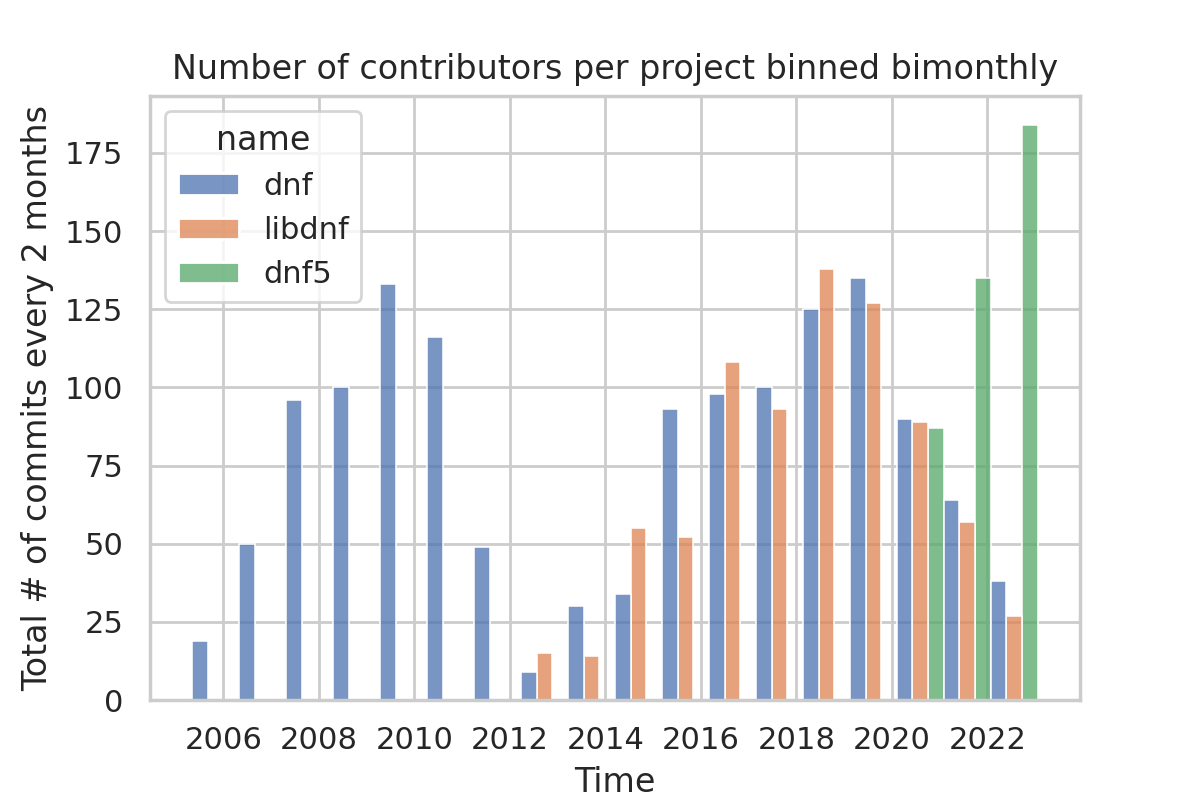 Number of contributors per project binned bimonthly
Total # of commits every 2 months
175
150
125
100
75
50
25
0
name
dnf
libdnf
dnf5
2006 2008 2010 2012 2014 2016 2018 2020 2022
Time